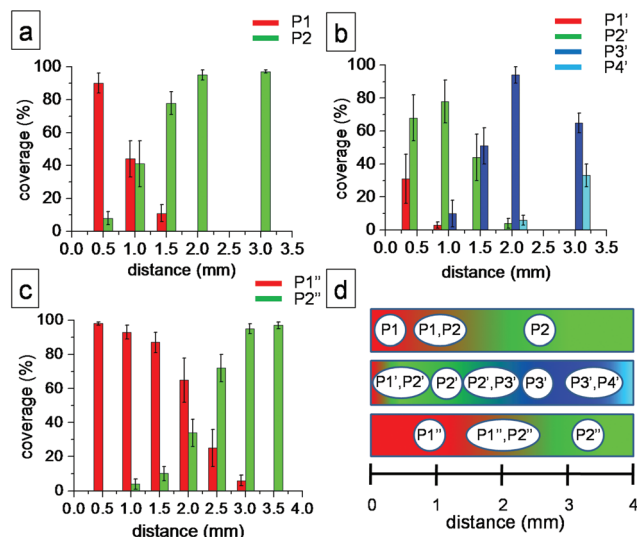 a
P1
P2
100
80
60
40
20
0
coverage (%)
0.0 0.5 1.0 1.5 2.0 2.5 3.0 3.5
distance (mm)
b
P1'
P2'
P3'
P4'
100
80
60
40
20
0
coverage (%)
0.0 0.5 1.0 1.5 2.0 2.5 3.0 3.5
distance (mm)
c
P1''
P2''
100
80
60
40
20
0
coverage (%)
0.0 0.5 1.0 1.5 2.0 2.5 3.0 3.5 4.0
distance (mm)
d
P1 P1,P2 P2
P1',P2' P2' P2',P3' P3' P3',P4'
P1'' P1'',P2'' P2''
0 1 2 3 4
distance (mm)